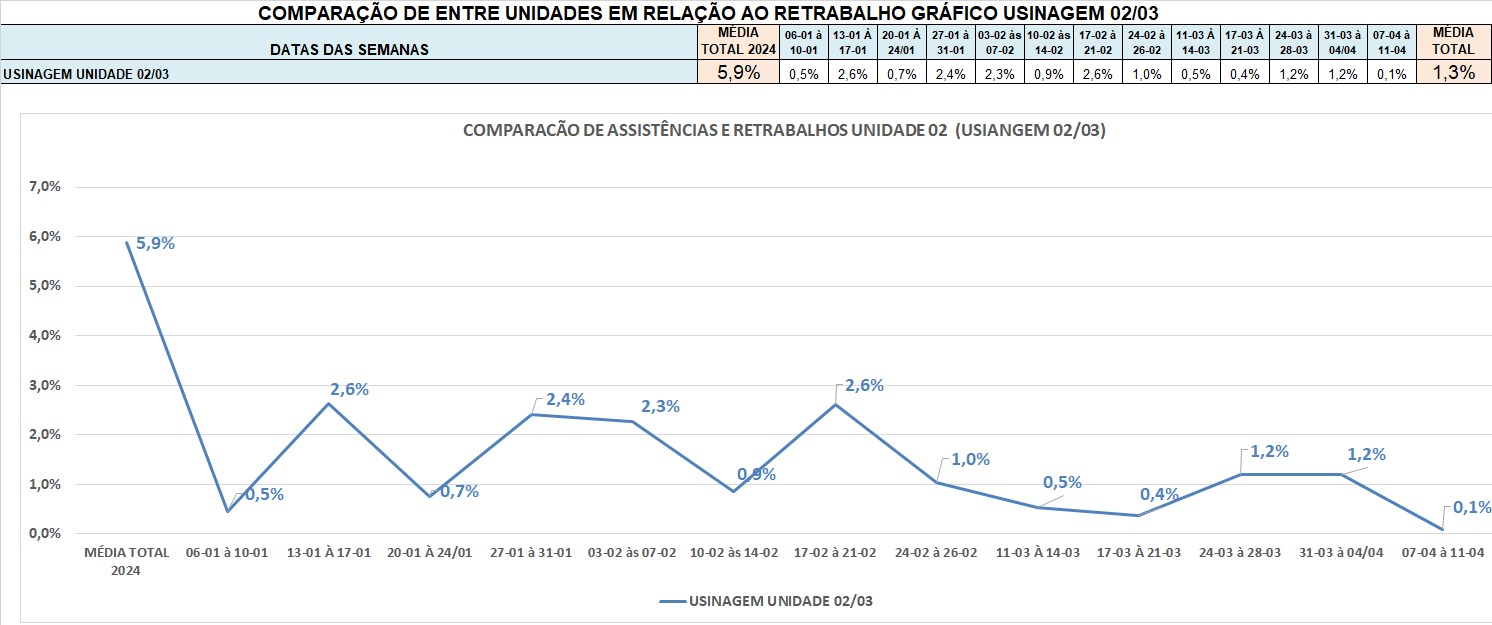 COMPARAÇÃO DE ENTRE UNIDADES EM RELAÇÃO AO RETRABALHO GRÁFICO USINAGEM 02/03
DATAS DAS SEMANAS
MÉDIA TOTAL 2024
06-01 à 10-01
13-01 À 17-01
20-01 À 24/01
27-01 à 31-01
03-02 às 07-02
10-02 às 14-02
17-02 à 21-02
24-02 à 26-02
11-03 À 14-03
17-03 À 21-03
24-03 à 28-03
31-03 à 04/04
07-04 à 11-04
MÉDIA TOTAL
USINAGEM UNIDADE 02/03 5,9% 0,5% 2,6% 0,7% 2,4% 2,3% 0,9% 2,6% 1,0% 0,5% 0,4% 1,2% 1,2% 0,1% 1,3%
COMPARACÃO DE ASSISTÊNCIAS E RETRABALHOS UNIDADE 02 (USIANGEM 02/03)
7,0%
6,0%
5,0%
4,0%
3,0%
2,0%
1,0%
0,0%
5,9%
0,5%
2,6%
0,7%
2,4%
2,3%
0,9%
2,6%
1,0%
0,5%
0,4%
1,2%
1,2%
0,1%
MÉDIA TOTAL 2024
06-01 à 10-01
13-01 À 17-01
20-01 À 24/01
27-01 à 31-01
03-02 às 07-02
10-02 às 14-02
17-02 à 21-02
24-02 à 26-02
11-03 À 14-03
17-03 À 21-03
24-03 à 28-03
31-03 à 04/04
07-04 à 11-04
USINAGEM UNIDADE 02/03